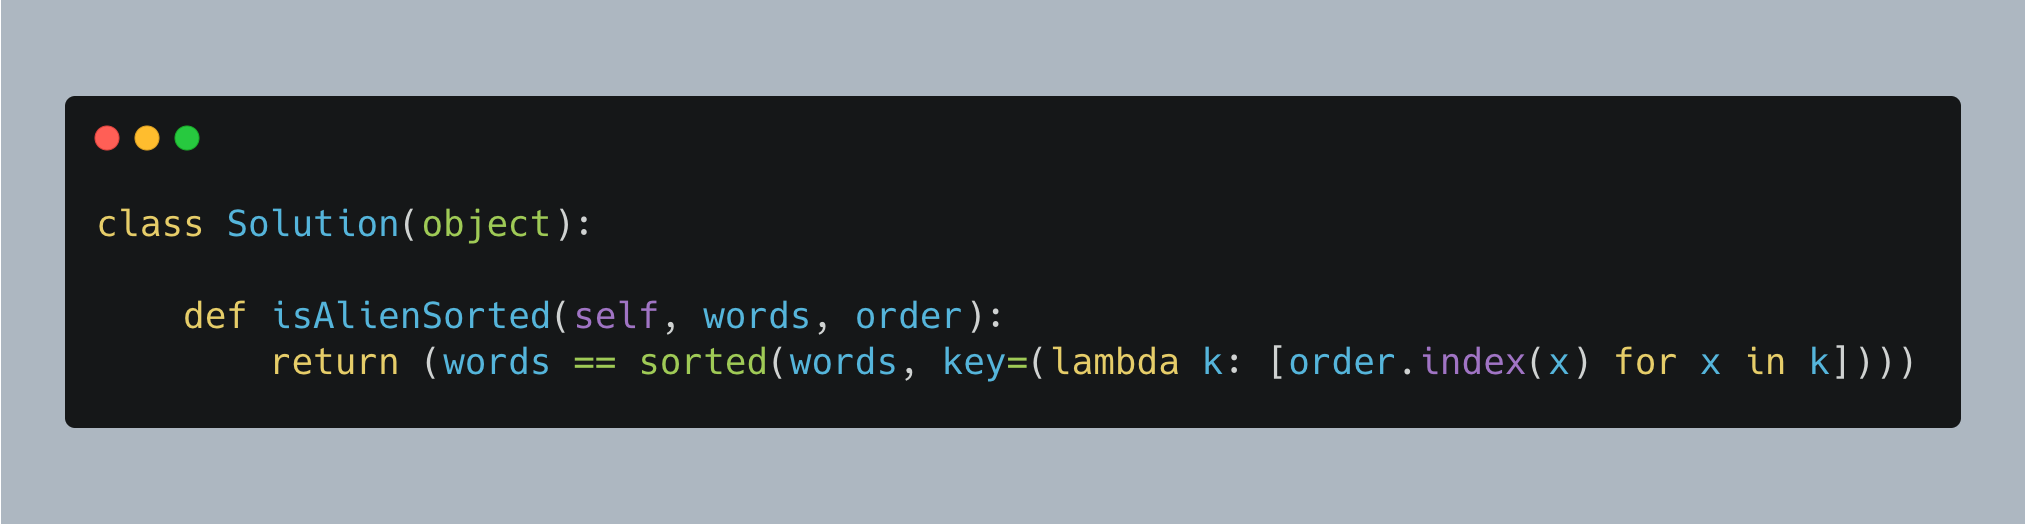 class Solution(object):
    def isAlienSorted(self, words, order):
        return (words == sorted(words, key=(lambda k: [order.index(x) for x in k])))